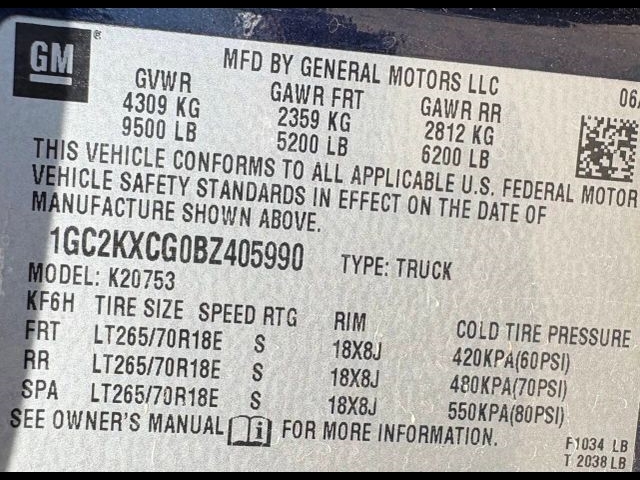 GM ®
MFD BY GENERAL MOTORS LLC
06/
GVWR GAWR FRT GAWR RR
4309 KG 2359 KG 2812 KG
9500 LB 5200 LB 6200 LB
THIS VEHICLE CONFORMS TO ALL APPLICABLE U.S. FEDERAL MOTOR
VEHICLE SAFETY STANDARDS IN EFFECT ON THE DATE OF
MANUFACTURE SHOWN ABOVE.
1GC2KXCG0BZ405990 TYPE: TRUCK
MODEL: K20753
KF6H TIRE SIZE SPEED RTG RIM COLD TIRE PRESSURE
FRT LT265/70R18E S 18X8J 420KPA(60PSI)
RR LT265/70R18E S 18X8J 480KPA(70PSI)
SPA LT265/70R18E S 18X8J 550KPA(80PSI)
SEE OWNER'S MANUAL i FOR MORE INFORMATION.
F1034 LB
T 2038 LB